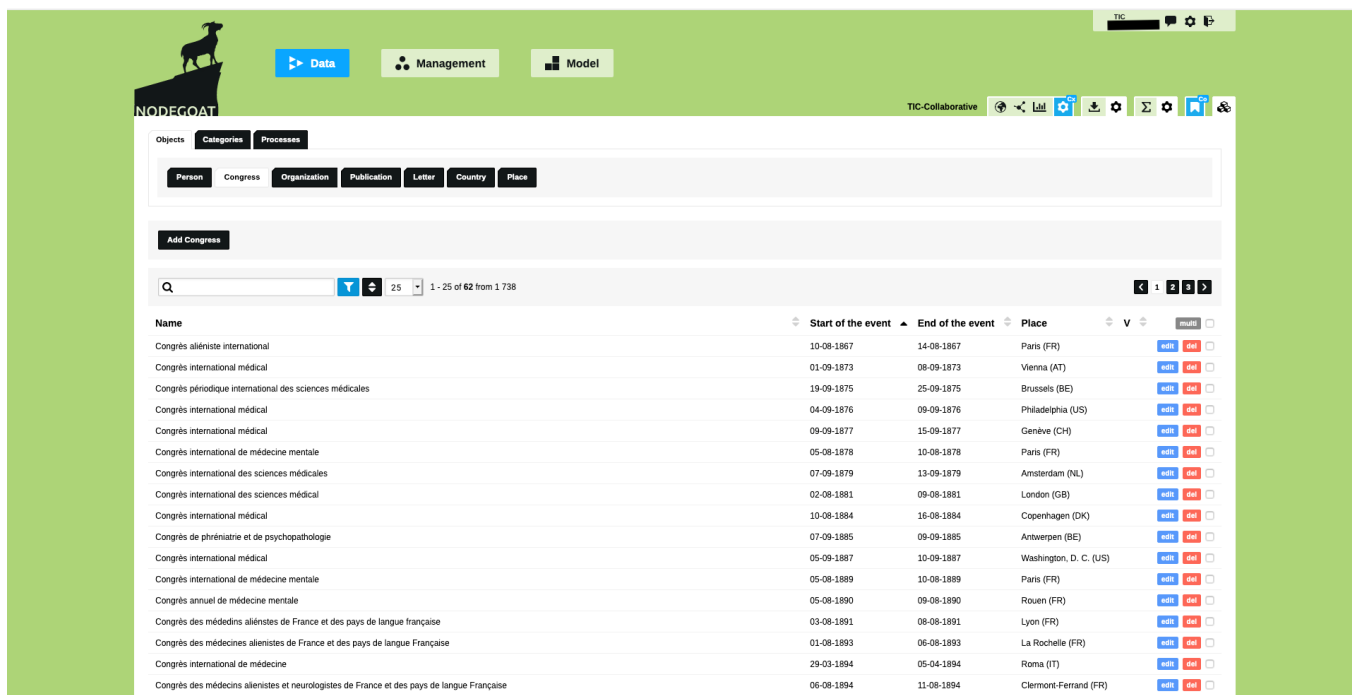 TIC
Data Management Model
NODEGOAT
TIC-Collaborative Cx Co
Objects Categories Processes
Person Congress Organization Publication Letter Country Place
Add Congress
25 1 - 25 of 62 from 1 738 1 2 3
Name Start of the event End of the event Place V multi
Congrès aliéniste international 10-08-1867 14-08-1867 Paris (FR) edit del
Congrès international médical 01-09-1873 08-09-1873 Vienna (AT) edit del
Congrès périodique international des sciences médicales 19-09-1875 25-09-1875 Brussels (BE) edit del
Congrès international médical 04-09-1876 09-09-1876 Philadelphia (US) edit del
Congrès international médical 09-09-1877 15-09-1877 Genève (CH) edit del
Congrès international de médecine mentale 05-08-1878 10-08-1878 Paris (FR) edit del
Congrès international des sciences médicales 07-09-1879 13-09-1879 Amsterdam (NL) edit del
Congrès international des sciences médical 02-08-1881 09-08-1881 London (GB) edit del
Congrès international médical 10-08-1884 16-08-1884 Copenhagen (DK) edit del
Congrès de phréniatrie et de psychopathologie 07-09-1885 09-09-1885 Antwerpen (BE) edit del
Congrès international médical 05-09-1887 10-09-1887 Washington, D. C. (US) edit del
Congrès international de médecine mentale 05-08-1889 10-08-1889 Paris (FR) edit del
Congrès annuel de médecine mentale 05-08-1890 09-08-1890 Rouen (FR) edit del
Congrès des médedins aliénstes de France et des pays de langue française 03-08-1891 08-08-1891 Lyon (FR) edit del
Congrès des médecines alienistes de France et des pays de langue Française 01-08-1893 06-08-1893 La Rochelle (FR) edit del
Congrès international de médecine 29-03-1894 05-04-1894 Roma (IT) edit del
Congrès des médecins alienistes et neurologistes de France et des pays de langue Française 06-08-1894 11-08-1894 Clermont-Ferrand (FR) edit del